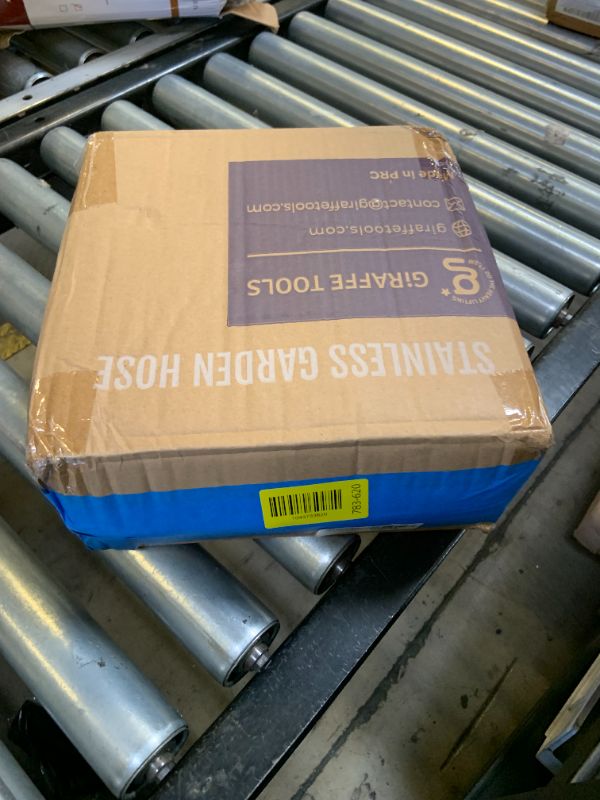 STAINLESS GARDEN HOSE
GiRAFFE TOOLS
giraffetools.com
contact@giraffetools.com
Made in PRC
783-620